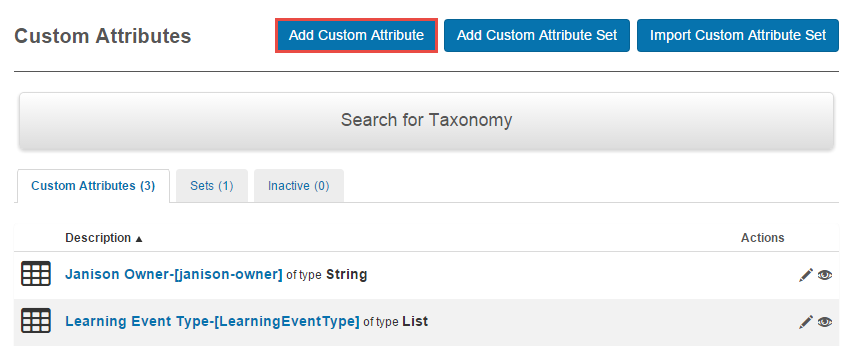 Custom Attributes
Add Custom Attribute
Add Custom Attribute Set
Import Custom Attribute Set
Search for Taxonomy
Custom Attributes (3)
Sets (1)
Inactive (0)
Description ▲
Actions
Janison Owner-[janison-owner] of type String
Learning Event Type-[LearningEventType] of type List